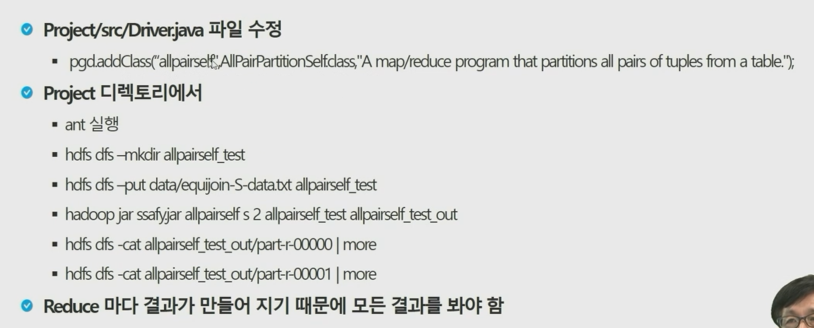 Project/src/Driver.java 파일 수정
pgd.addClass("allpairself",AllPairPartitionSelf.class,"A map/reduce program that partitions all pairs of tuples from a table.");
Project 디렉토리에서
ant 실행
hdfs dfs –mkdir allpairself_test
hdfs dfs –put data/equijoin-S-data.txt allpairself_test
hadoop jar ssafy.jar allpairself s 2 allpairself_test allpairself_test_out
hdfs dfs -cat allpairself_test_out/part-r-00000 | more
hdfs dfs -cat allpairself_test_out/part-r-00001 | more
Reduce 마다 결과가 만들어 지기 때문에 모든 결과를 봐야 함